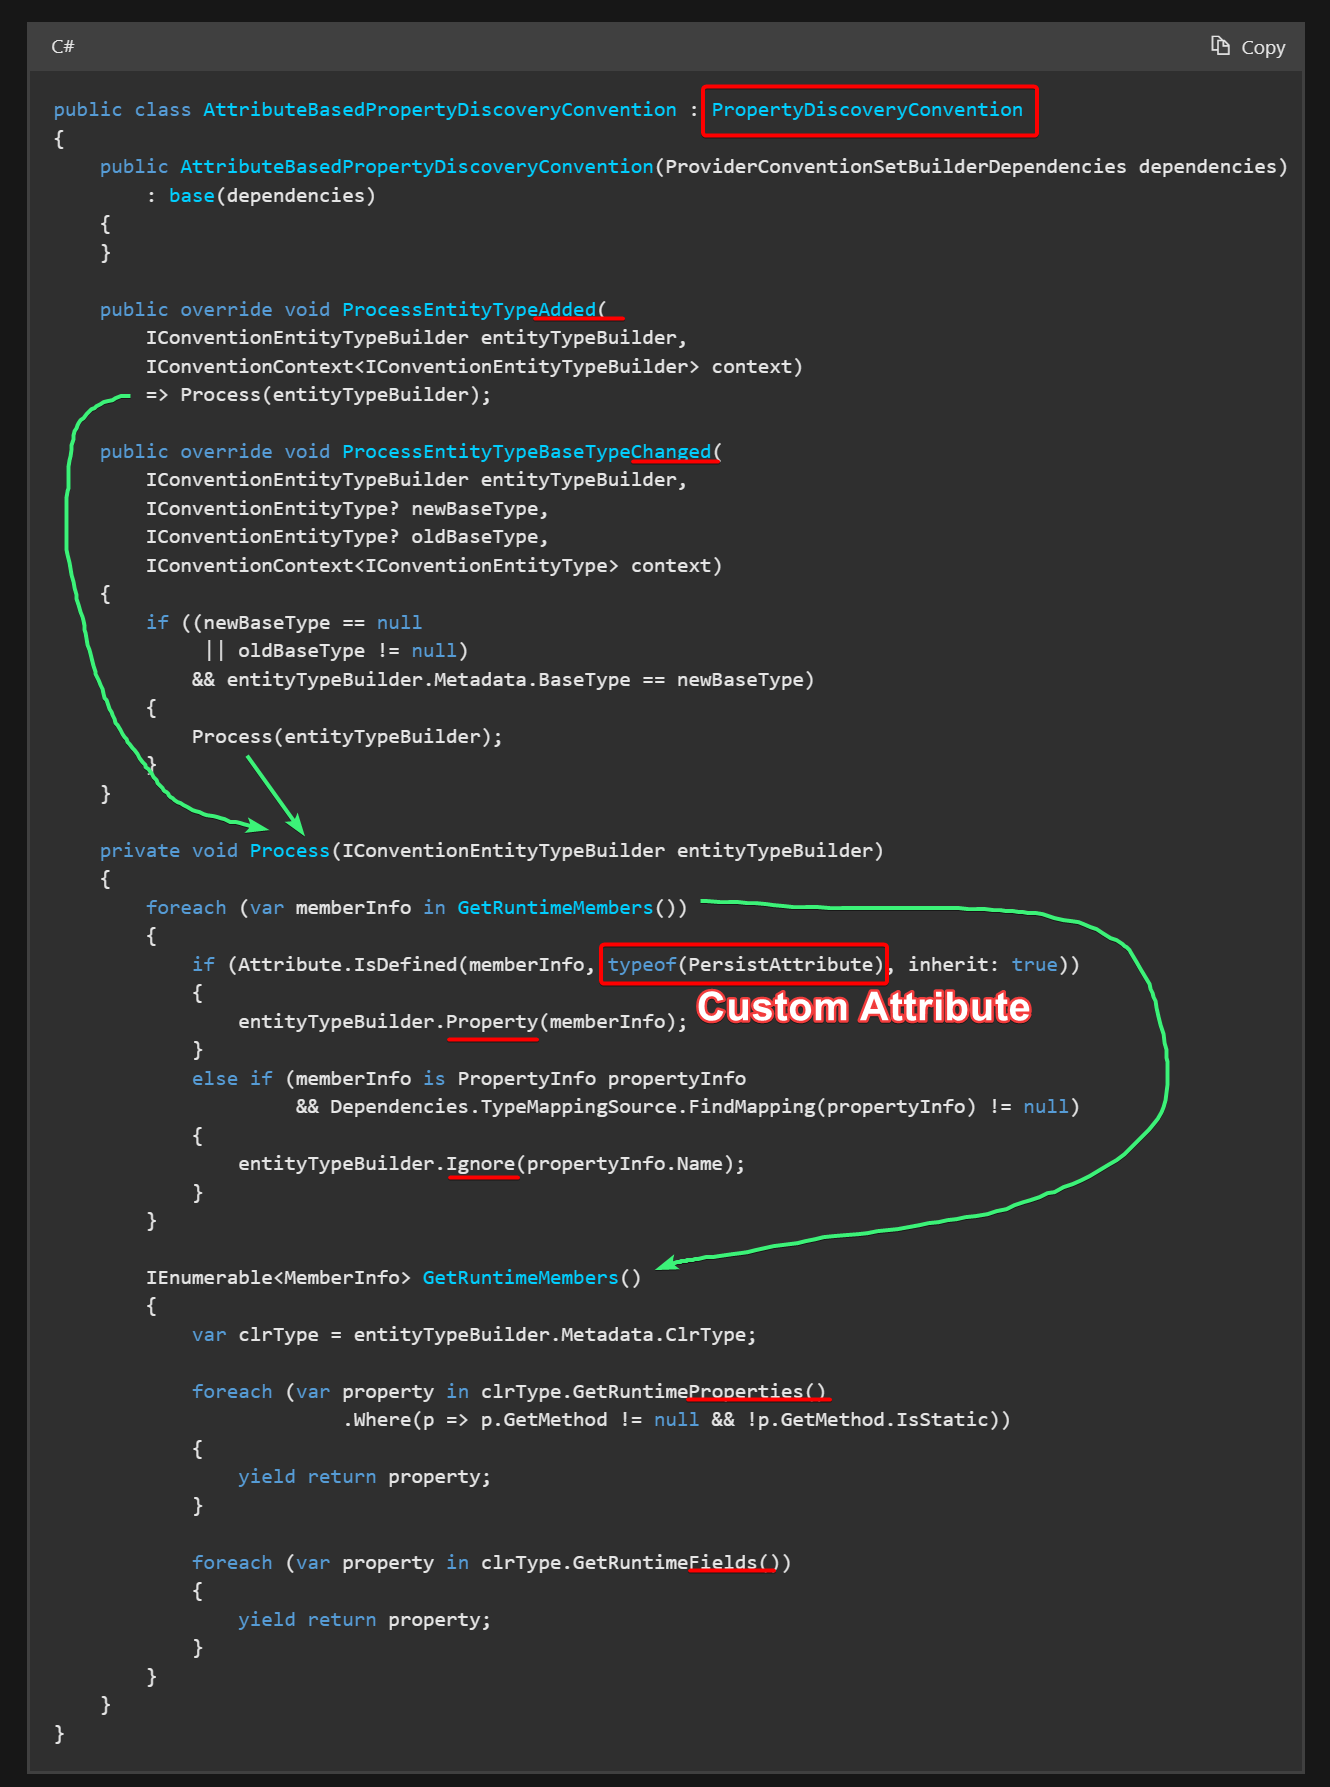 C#
Copy
public class AttributeBasedPropertyDiscoveryConvention : PropertyDiscoveryConvention
{
    public AttributeBasedPropertyDiscoveryConvention(ProviderConventionSetBuilderDependencies dependencies)
        : base(dependencies)
    {
    }
    public override void ProcessEntityTypeAdded(
        IConventionEntityTypeBuilder entityTypeBuilder,
        IConventionContext<IConventionEntityTypeBuilder> context)
        => Process(entityTypeBuilder);
    public override void ProcessEntityTypeBaseTypeChanged(
        IConventionEntityTypeBuilder entityTypeBuilder,
        IConventionEntityType? newBaseType,
        IConventionEntityType? oldBaseType,
        IConventionContext<IConventionEntityType> context)
    {
        if ((newBaseType == null
             || oldBaseType != null)
            && entityTypeBuilder.Metadata.BaseType == newBaseType)
        {
            Process(entityTypeBuilder);
        }
    }
    private void Process(IConventionEntityTypeBuilder entityTypeBuilder)
    {
        foreach (var memberInfo in GetRuntimeMembers())
        {
            if (Attribute.IsDefined(memberInfo, typeof(PersistAttribute), inherit: true))
            {
Custom Attribute
                entityTypeBuilder.Property(memberInfo);
            }
            else if (memberInfo is PropertyInfo propertyInfo
                     && Dependencies.TypeMappingSource.FindMapping(propertyInfo) != null)
            {
                entityTypeBuilder.Ignore(propertyInfo.Name);
            }
        }
        IEnumerable<MemberInfo> GetRuntimeMembers()
        {
            var clrType = entityTypeBuilder.Metadata.ClrType;
            foreach (var property in clrType.GetRuntimeProperties()
                         .Where(p => p.GetMethod != null && !p.GetMethod.IsStatic))
            {
                yield return property;
            }
            foreach (var property in clrType.GetRuntimeFields())
            {
                yield return property;
            }
        }
    }
}